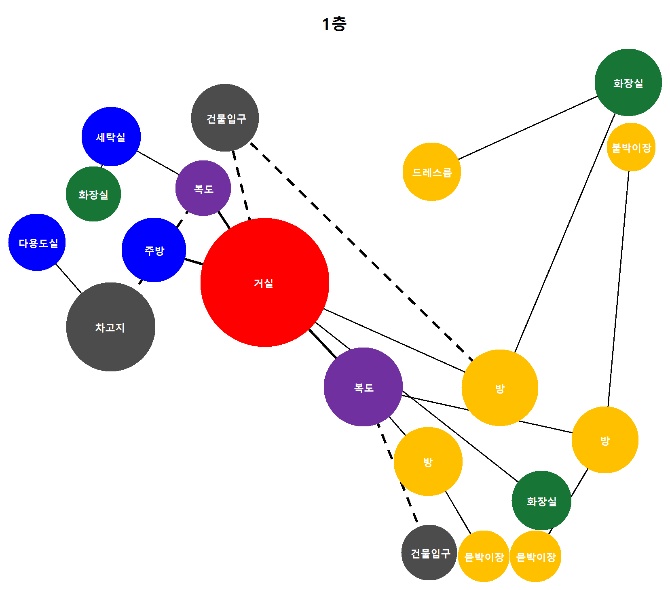 1층
화장실
건물입구
세탁실
붙박이장
드레스룸
복도
화장실
다용도실
주방
거실
차고지
복도
방
방
방
화장실
건물입구
붙박이장
붙박이장